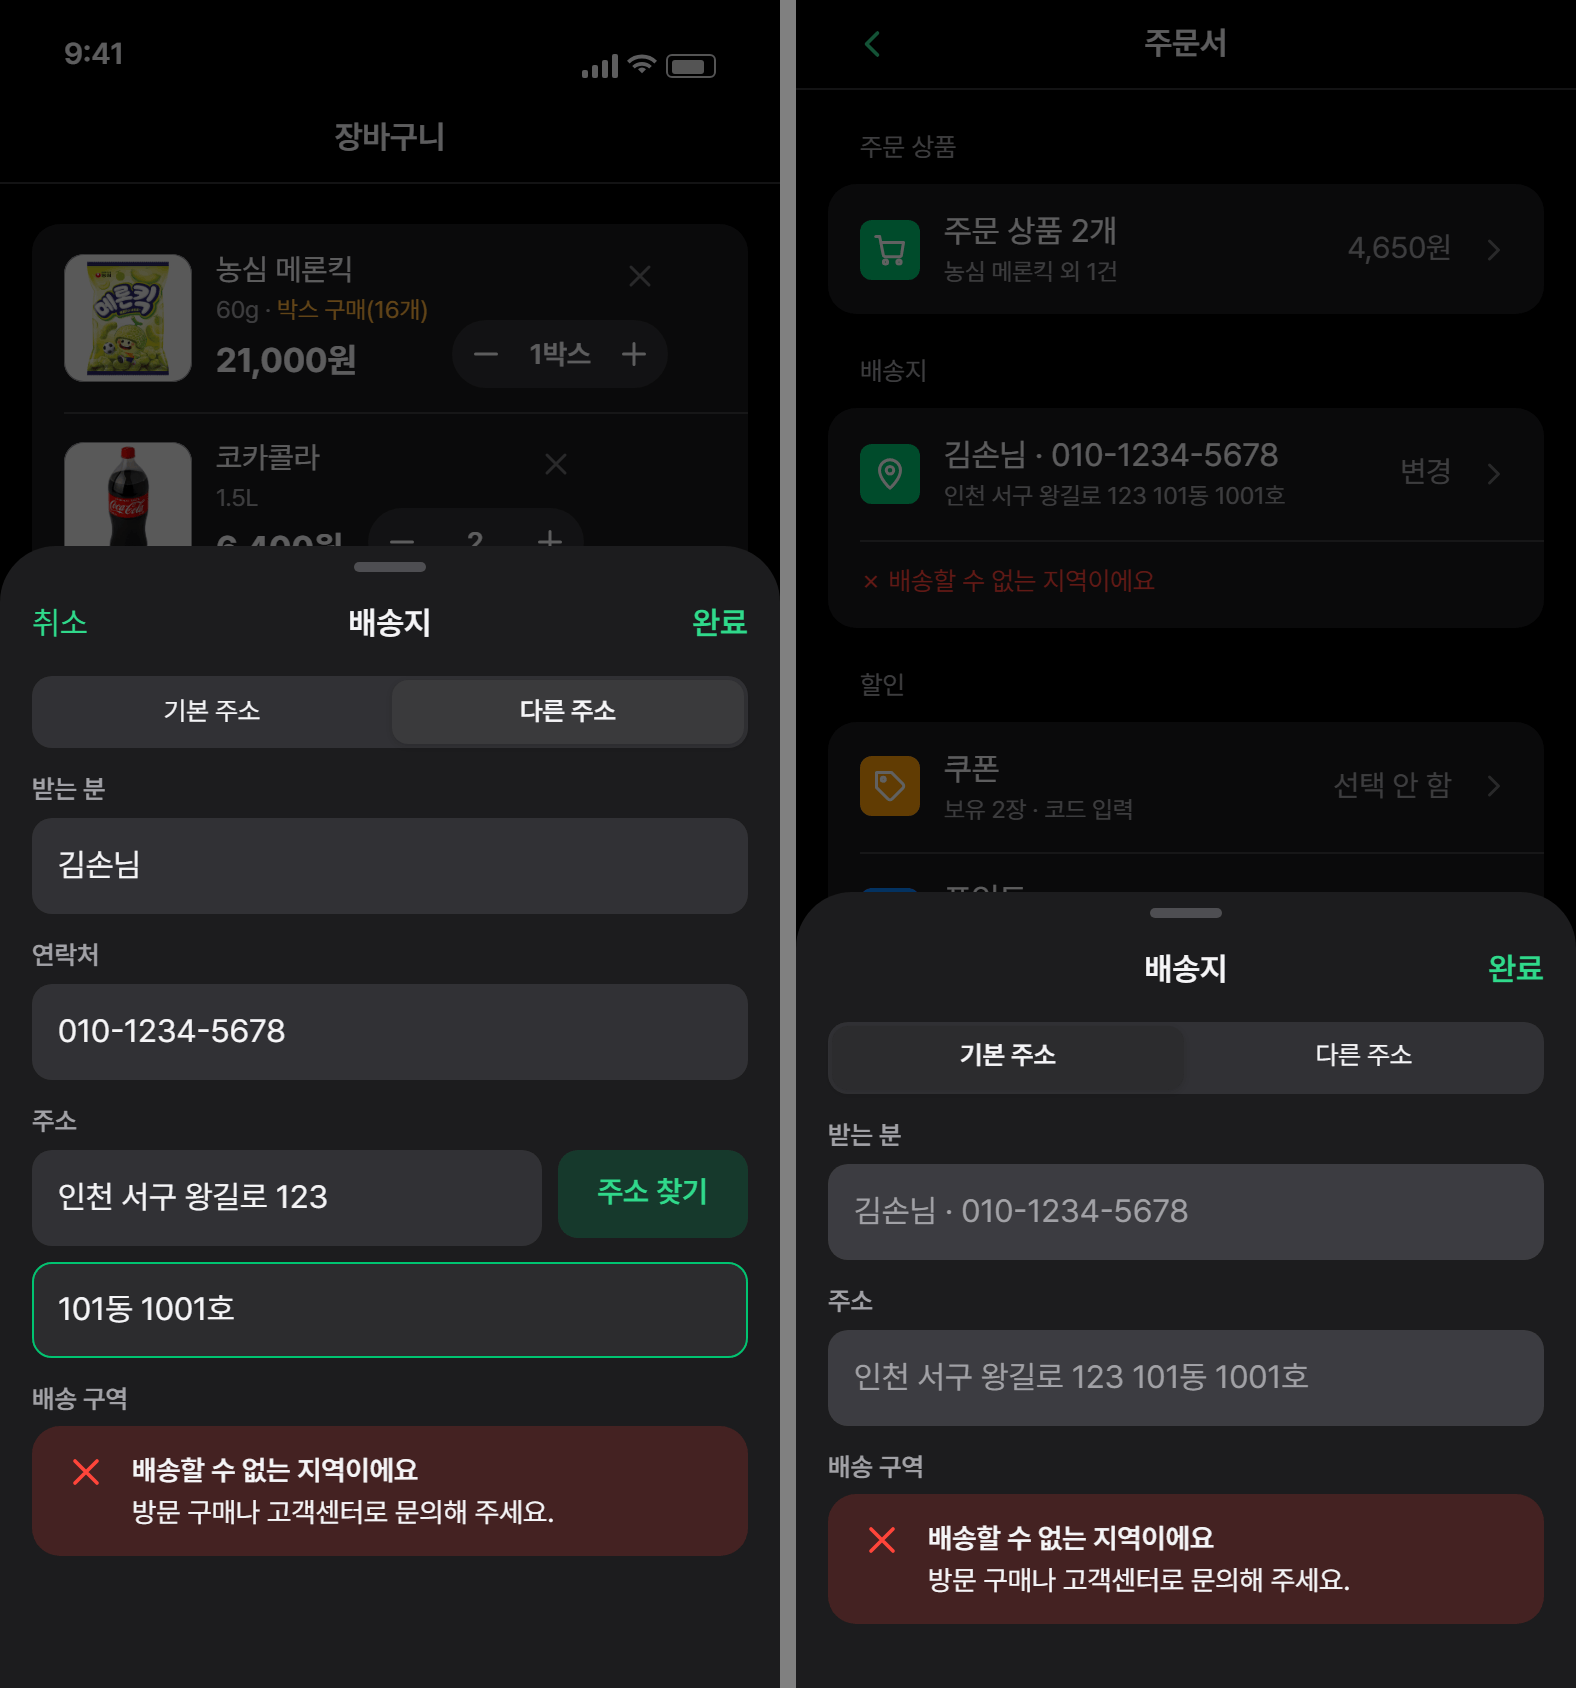 9:41
장바구니
농심 메론킥
60g · 박스 구매(16개)
21,000원
1박스
메론킥
코카콜라
1.5L
6,400원
2
Coca-Cola
취소
배송지
완료
기본 주소
다른 주소
받는 분
김손님
연락처
010-1234-5678
주소
인천 서구 왕길로 123
주소 찾기
101동 1001호
배송 구역
배송할 수 없는 지역이에요
방문 구매나 고객센터로 문의해 주세요.
주문서
주문 상품
주문 상품 2개
농심 메론킥 외 1건
4,650원
배송지
김손님 · 010-1234-5678
인천 서구 왕길로 123 101동 1001호
변경
× 배송할 수 없는 지역이에요
할인
쿠폰
보유 2장 · 코드 입력
선택 안 함
포인트
배송지
완료
기본 주소
다른 주소
받는 분
김손님 · 010-1234-5678
주소
인천 서구 왕길로 123 101동 1001호
배송 구역
배송할 수 없는 지역이에요
방문 구매나 고객센터로 문의해 주세요.